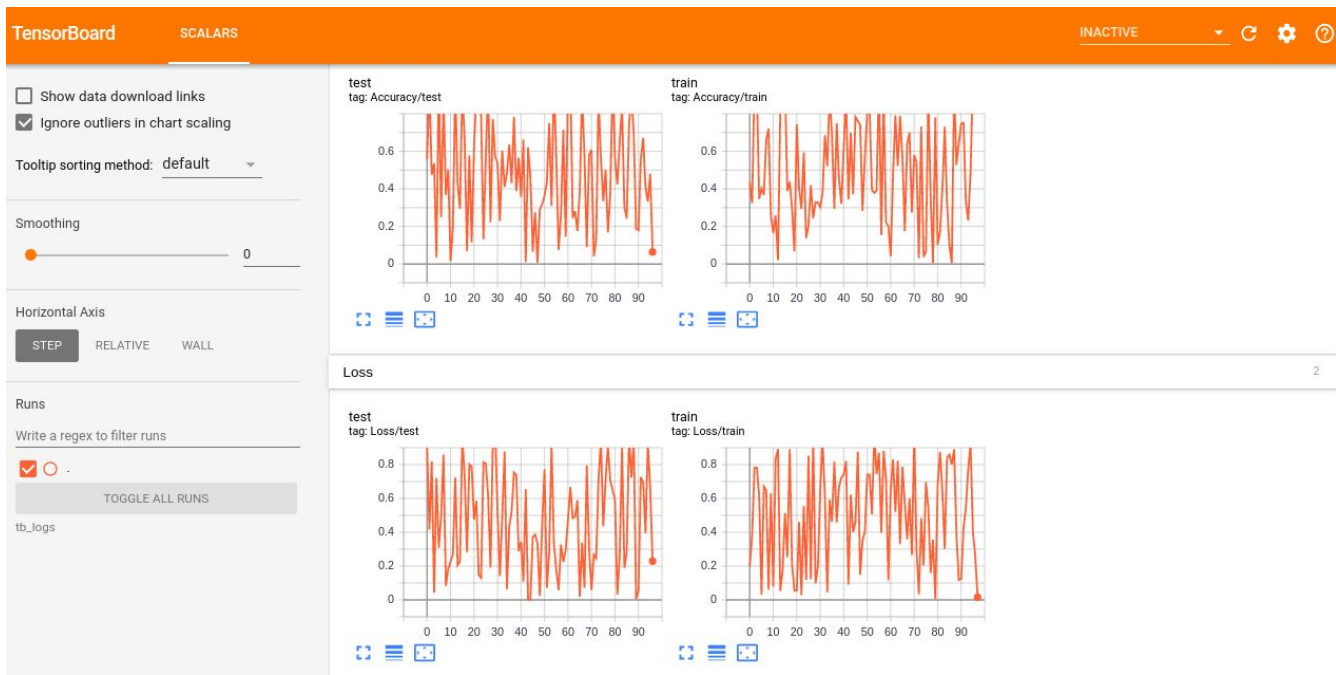 TensorBoard SCALARS INACTIVE
Show data download links
Ignore outliers in chart scaling
Tooltip sorting method: default
Smoothing
0
Horizontal Axis
STEP RELATIVE WALL
Runs
Write a regex to filter runs
.
TOGGLE ALL RUNS
tb_logs
test
tag: Accuracy/test
0.6
0.4
0.2
0
0 10 20 30 40 50 60 70 80 90
train
tag: Accuracy/train
0.6
0.4
0.2
0
0 10 20 30 40 50 60 70 80 90
Loss 2
test
tag: Loss/test
0.8
0.6
0.4
0.2
0
0 10 20 30 40 50 60 70 80 90
train
tag: Loss/train
0.8
0.6
0.4
0.2
0
0 10 20 30 40 50 60 70 80 90